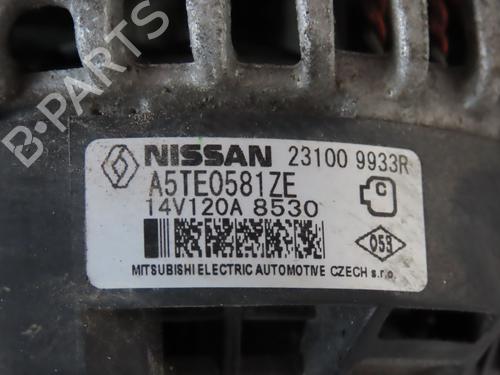 B-PARTS
NISSAN 23100 9933R
A5TE0581ZE
C
14V120A 8530
059
MITSUBISHI ELECTRIC AUTOMOTIVE CZECH s.r.o.